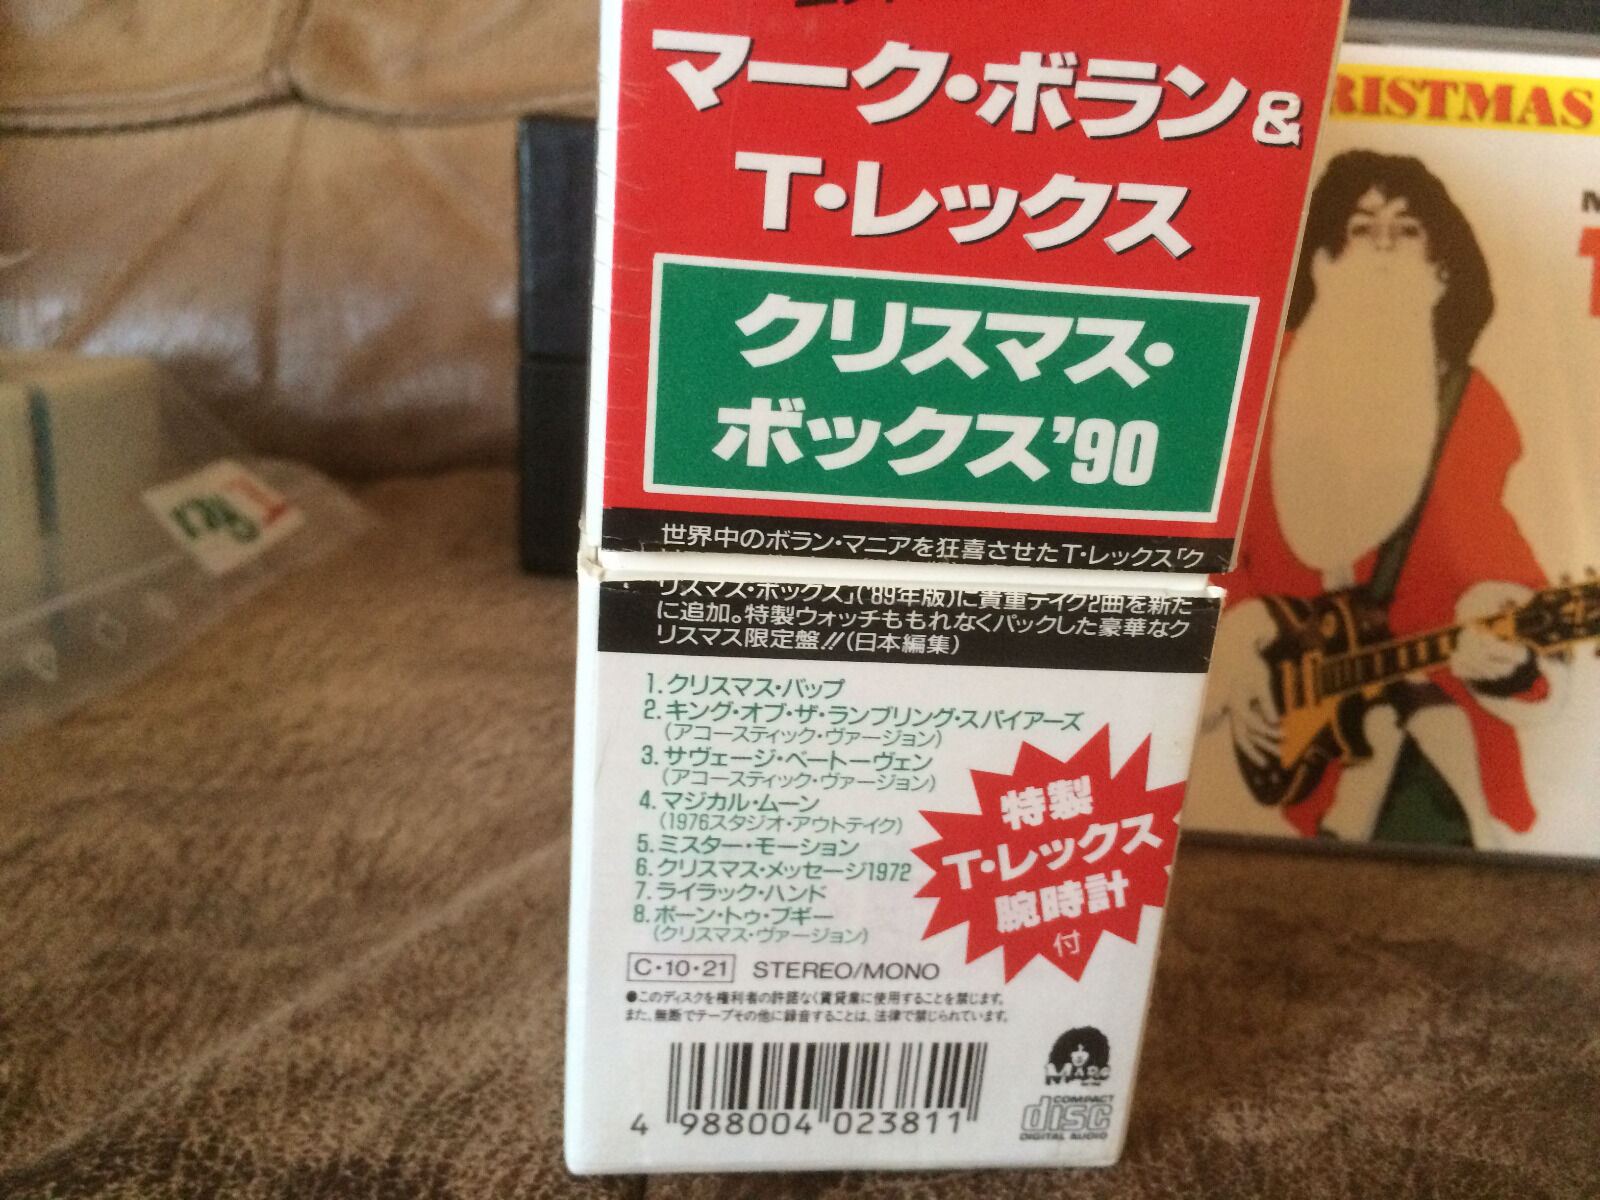 マーク・ボラン&
T・レックス
クリスマス・
ボックス'90
世界中のボラン・マニアを狂喜させたT・レックス「ク
リスマス・ボックス」('89年版)に貴重テイク2曲を新た
に追加。特製ウォッチももれなくパックした豪華なク
リスマス限定盤!!(日本編集)
1.クリスマス・バップ
2.キング・オブ・ザ・ランブリング・スパイアーズ
(アコースティック・ヴァージョン)
3.サヴェージ・ベートーヴェン
(アコースティック・ヴァージョン)
4.マジカル・ムーン
(1976スタジオ・アウトテイク)
5.ミスター・モーション
6.クリスマス・メッセージ1972
7.ライラック・ハンド
8.ボーン・トゥ・ブギー
(クリスマス・ヴァージョン)
特製
T・レックス
腕時計
付
C・10・21 STEREO/MONO
●このディスクを権利者の許諾なく賃貸業に使用することを禁じます。
また、無断でテープその他に録音することは、法律で禁じられています。
4 988004 023811
MARC
COMPACT
disc
DIGITAL AUDIO
RISTMAS